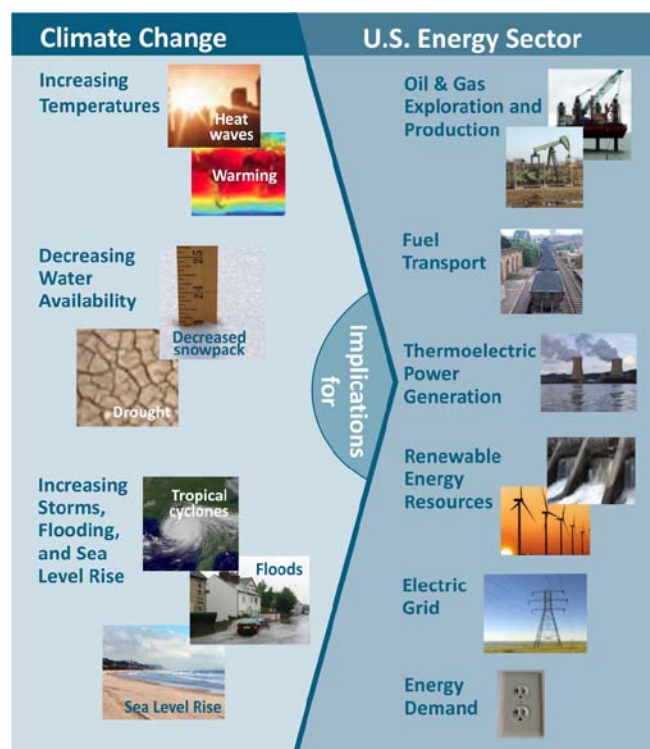 Climate Change
Increasing
Temperatures
Heat
waves
Warming
Decreasing
Water
Availability
Decreased
snowpack
Drought
Increasing
Storms,
Flooding,
and Sea
Level Rise
Tropical
cyclones
Floods
Sea Level Rise
Implications
for
U.S. Energy Sector
Oil & Gas
Exploration and
Production
Fuel
Transport
Thermoelectric
Power
Generation
Renewable
Energy
Resources
Electric
Grid
Energy
Demand